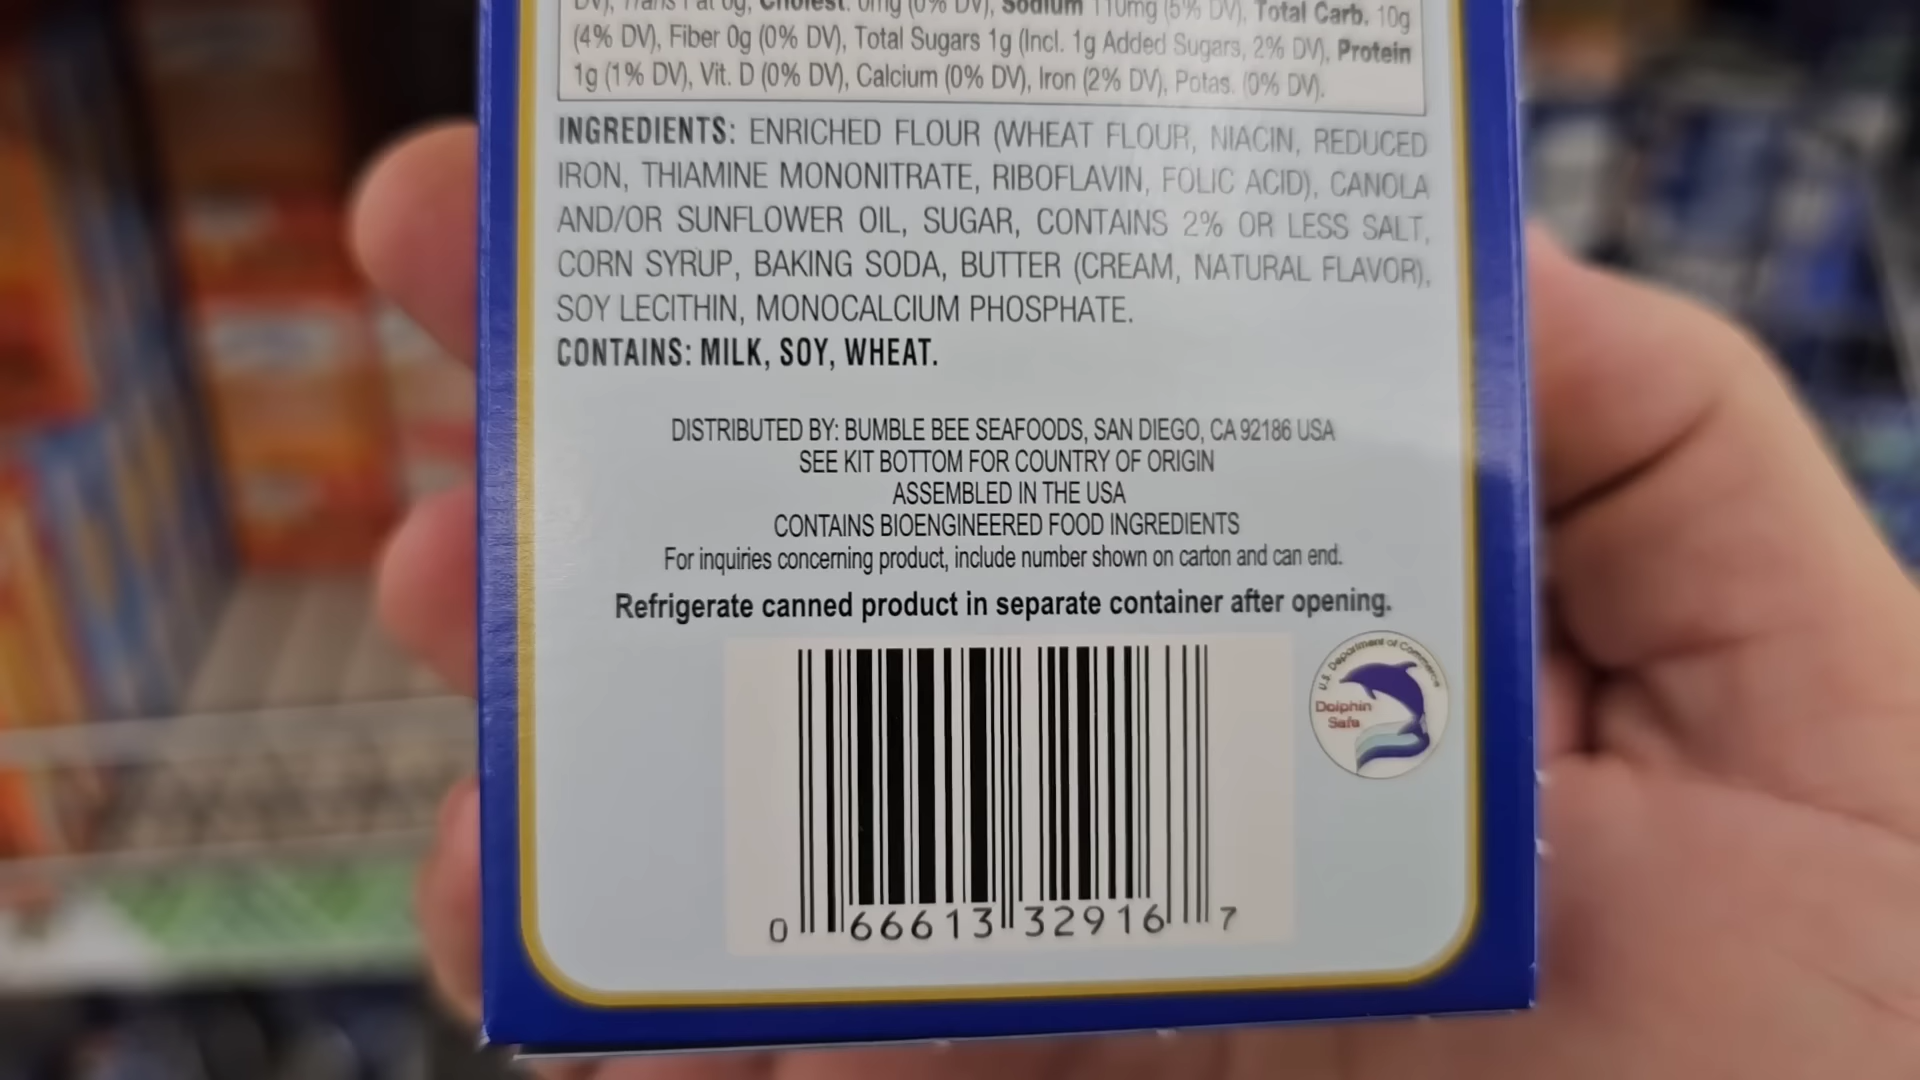 DV), Trans Fat 0g, Cholest. 0mg (0% DV), Sodium 110mg (5% DV), Total Carb. 10g
(4% DV), Fiber 0g (0% DV), Total Sugars 1g (Incl. 1g Added Sugars, 2% DV), Protein
1g (1% DV), Vit. D (0% DV), Calcium (0% DV), Iron (2% DV), Potas. (0% DV).
INGREDIENTS: ENRICHED FLOUR (WHEAT FLOUR, NIACIN, REDUCED
IRON, THIAMINE MONONITRATE, RIBOFLAVIN, FOLIC ACID), CANOLA
AND/OR SUNFLOWER OIL, SUGAR, CONTAINS 2% OR LESS SALT,
CORN SYRUP, BAKING SODA, BUTTER (CREAM, NATURAL FLAVOR),
SOY LECITHIN, MONOCALCIUM PHOSPHATE.
CONTAINS: MILK, SOY, WHEAT.
DISTRIBUTED BY: BUMBLE BEE SEAFOODS, SAN DIEGO, CA 92186 USA
SEE KIT BOTTOM FOR COUNTRY OF ORIGIN
ASSEMBLED IN THE USA
CONTAINS BIOENGINEERED FOOD INGREDIENTS
For inquiries concerning product, include number shown on carton and can end.
Refrigerate canned product in separate container after opening.
U.S. Department of Commerce
Dolphin
Safe
0 66613 32916 7